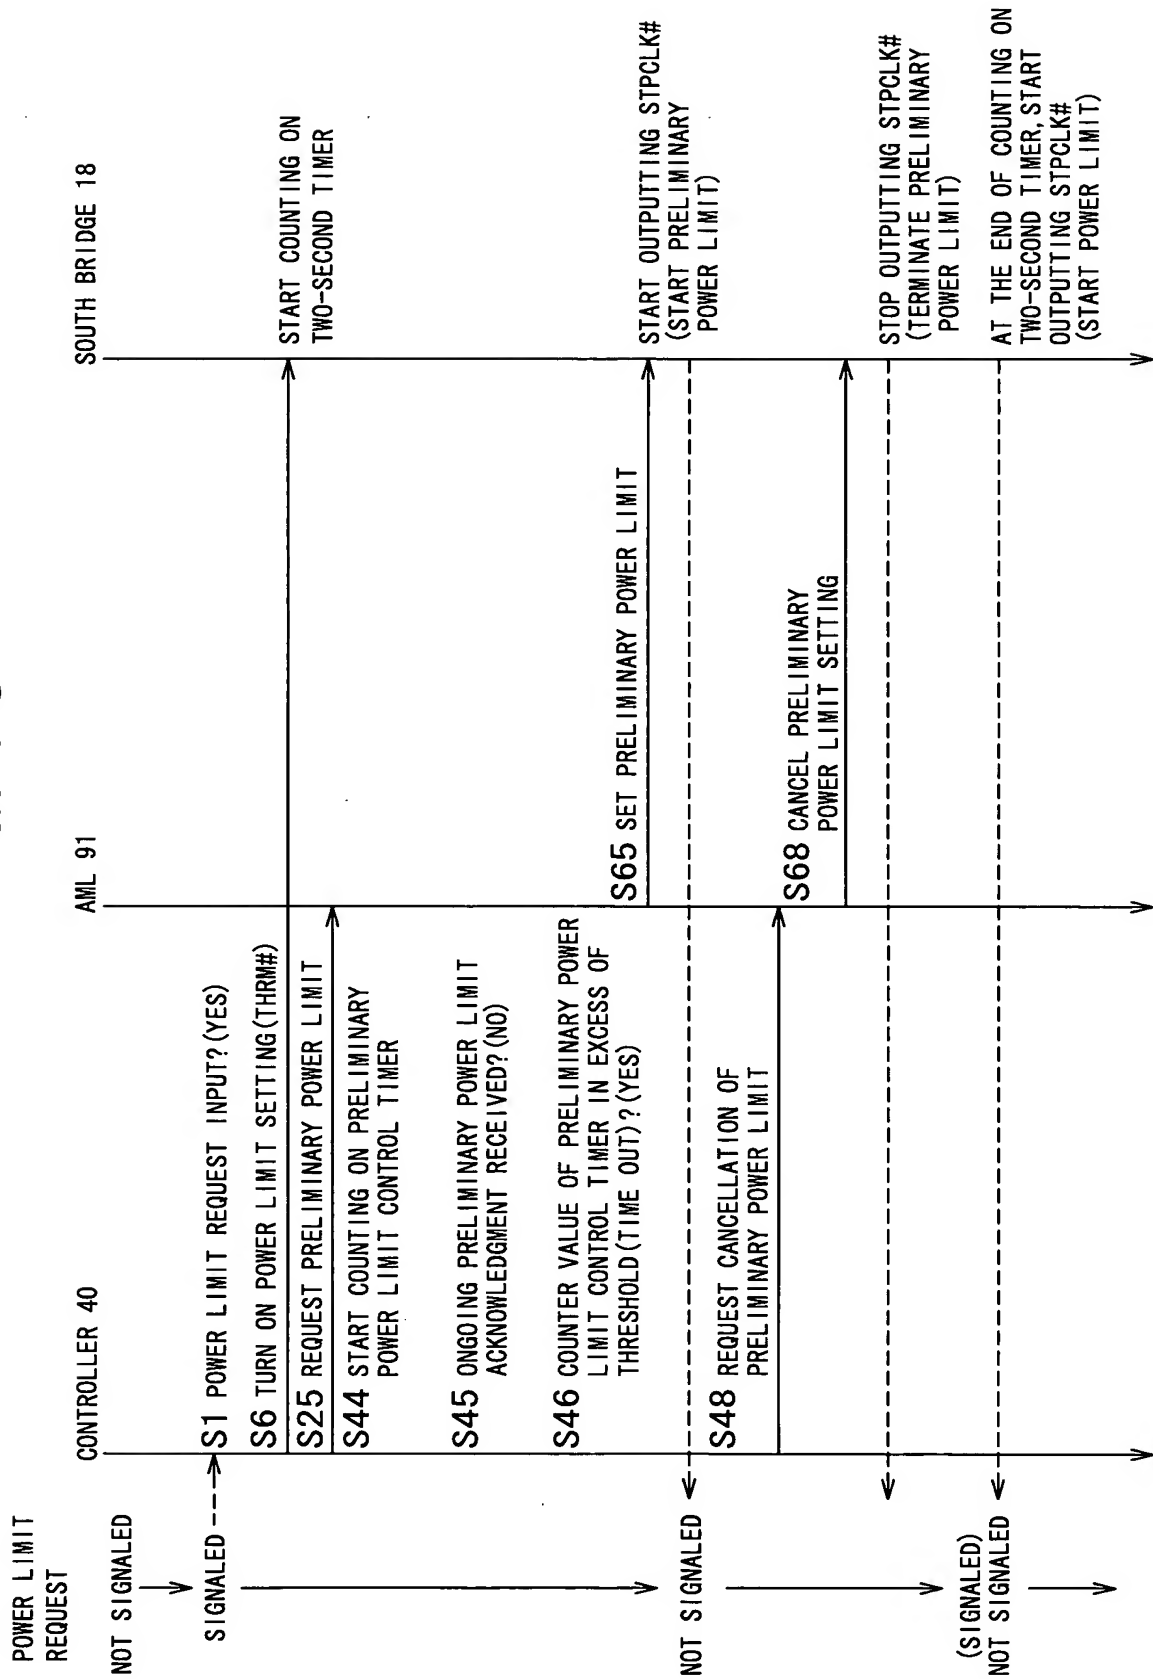 POWER LIMIT
REQUEST
CONTROLLER 40
AML 91
SOUTH BRIDGE 18
NOT SIGNALED
SIGNALED
S1 POWER LIMIT REQUEST INPUT?(YES)
S6 TURN ON POWER LIMIT SETTING(THRM#)
START COUNTING ON
TWO-SECOND TIMER
S25 REQUEST PRELIMINARY POWER LIMIT
S44 START COUNTING ON PRELIMINARY
POWER LIMIT CONTROL TIMER
S45 ONGOING PRELIMINARY POWER LIMIT
ACKNOWLEDGMENT RECEIVED?(NO)
S46 COUNTER VALUE OF PRELIMINARY POWER
LIMIT CONTROL TIMER IN EXCESS OF
THRESHOLD(TIME OUT)?(YES)
S65 SET PRELIMINARY POWER LIMIT
START OUTPUTTING STPCLK#
(START PRELIMINARY
POWER LIMIT)
NOT SIGNALED
S48 REQUEST CANCELLATION OF
PRELIMINARY POWER LIMIT
S68 CANCEL PRELIMINARY
POWER LIMIT SETTING
STOP OUTPUTTING STPCLK#
(TERMINATE PRELIMINARY
POWER LIMIT)
(SIGNALED)
NOT SIGNALED
AT THE END OF COUNTING ON
TWO-SECOND TIMER,START
OUTPUTTING STPCLK#
(START POWER LIMIT)